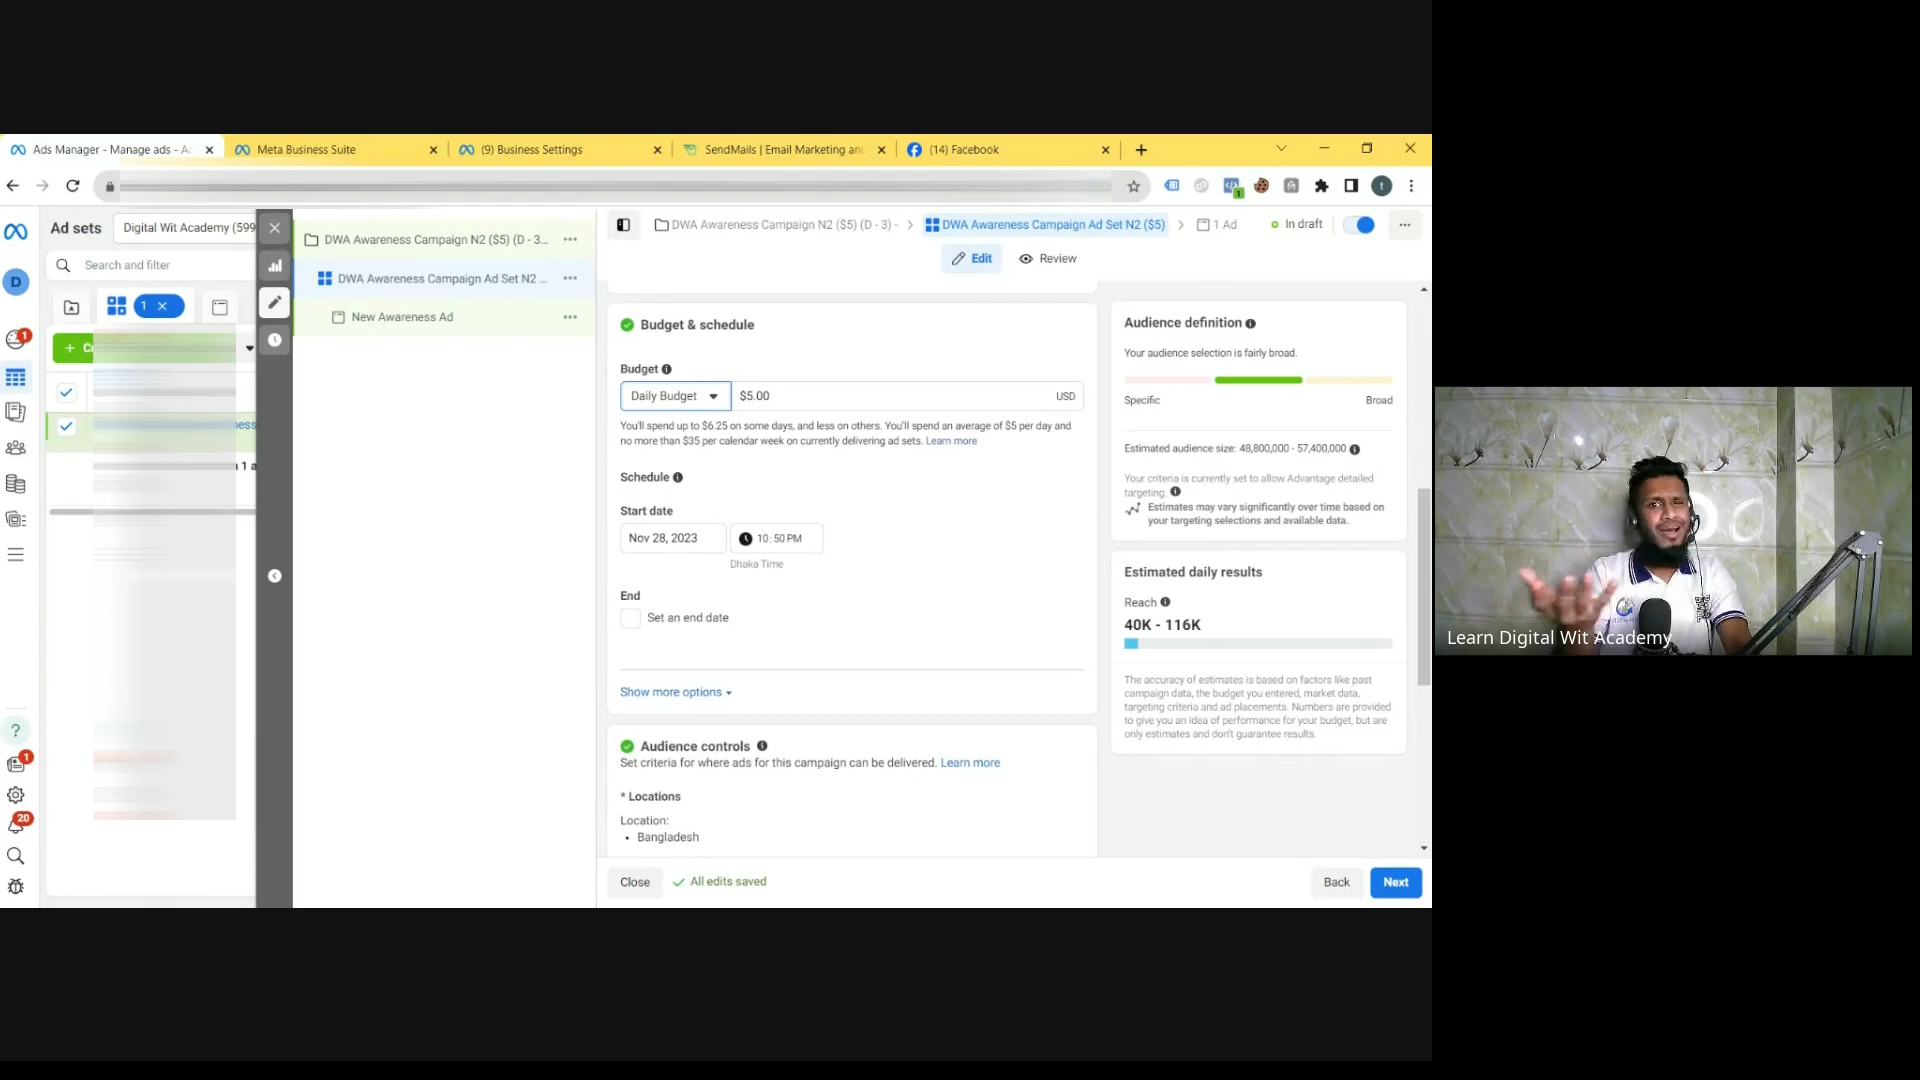 Ads Manager - Manage ads - Ad
Meta Business Suite
(9) Business Settings
SendMails | Email Marketing an
(14) Facebook
1
t
Ad sets
Digital Wit Academy (599
DWA Awareness Campaign N2 ($5) (D - 3) -
DWA Awareness Campaign Ad Set N2 ($5)
1 Ad
In draft
DWA Awareness Campaign N2 ($5) (D - 3...
Search and filter
Edit
Review
D
DWA Awareness Campaign Ad Set N2 ...
1
New Awareness Ad
1
Budget & schedule
Audience definition
Your audience selection is fairly broad.
Budget
Daily Budget
$5.00
USD
Specific
Broad
You'll spend up to $6.25 on some days, and less on others. You'll spend an average of $5 per day and
no more than $35 per calendar week on currently delivering ad sets. Learn more
Estimated audience size: 48,800,000 - 57,400,000
Your criteria is currently set to allow Advantage detailed
targeting.
Estimates may vary significantly over time based on
your targeting selections and available data.
Schedule
Start date
Nov 28, 2023
10:50 PM
Dhaka Time
Estimated daily results
Reach
40K - 116K
End
Set an end date
The accuracy of estimates is based on factors like past
campaign data, the budget you entered, market data,
targeting criteria and ad placements. Numbers are provided
to give you an idea of performance for your budget, but are
only estimates and don't guarantee results.
Show more options
Audience controls
Set criteria for where ads for this campaign can be delivered. Learn more
* Locations
Location:
Bangladesh
1
20
Close
All edits saved
Back
Next
Learn Digital Wit Academy